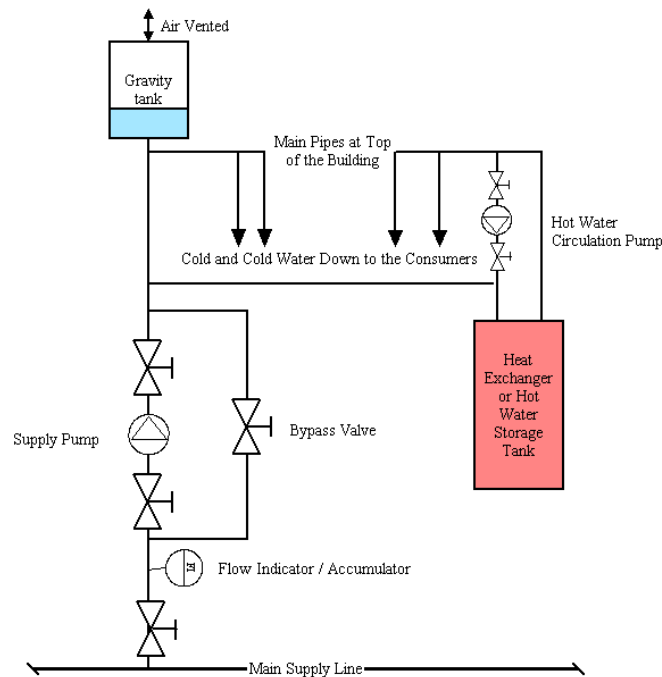 Air Vented
Gravity
tank
Main Pipes at Top
of the Building
Hot Water
Circulation Pump
Cold and Cold Water Down to the Consumers
Heat
Exchanger
or Hot
Water
Storage
Tank
Supply Pump
Bypass Valve
Flow Indicator / Accumulator
Main Supply Line